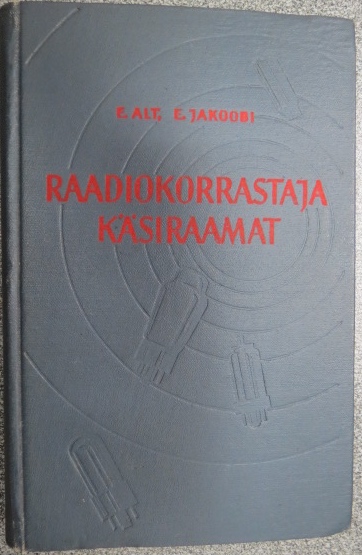 E. ALT, E. JAKOOBI
RAADIOKORRASTAJA
KÄSIRAAMAT